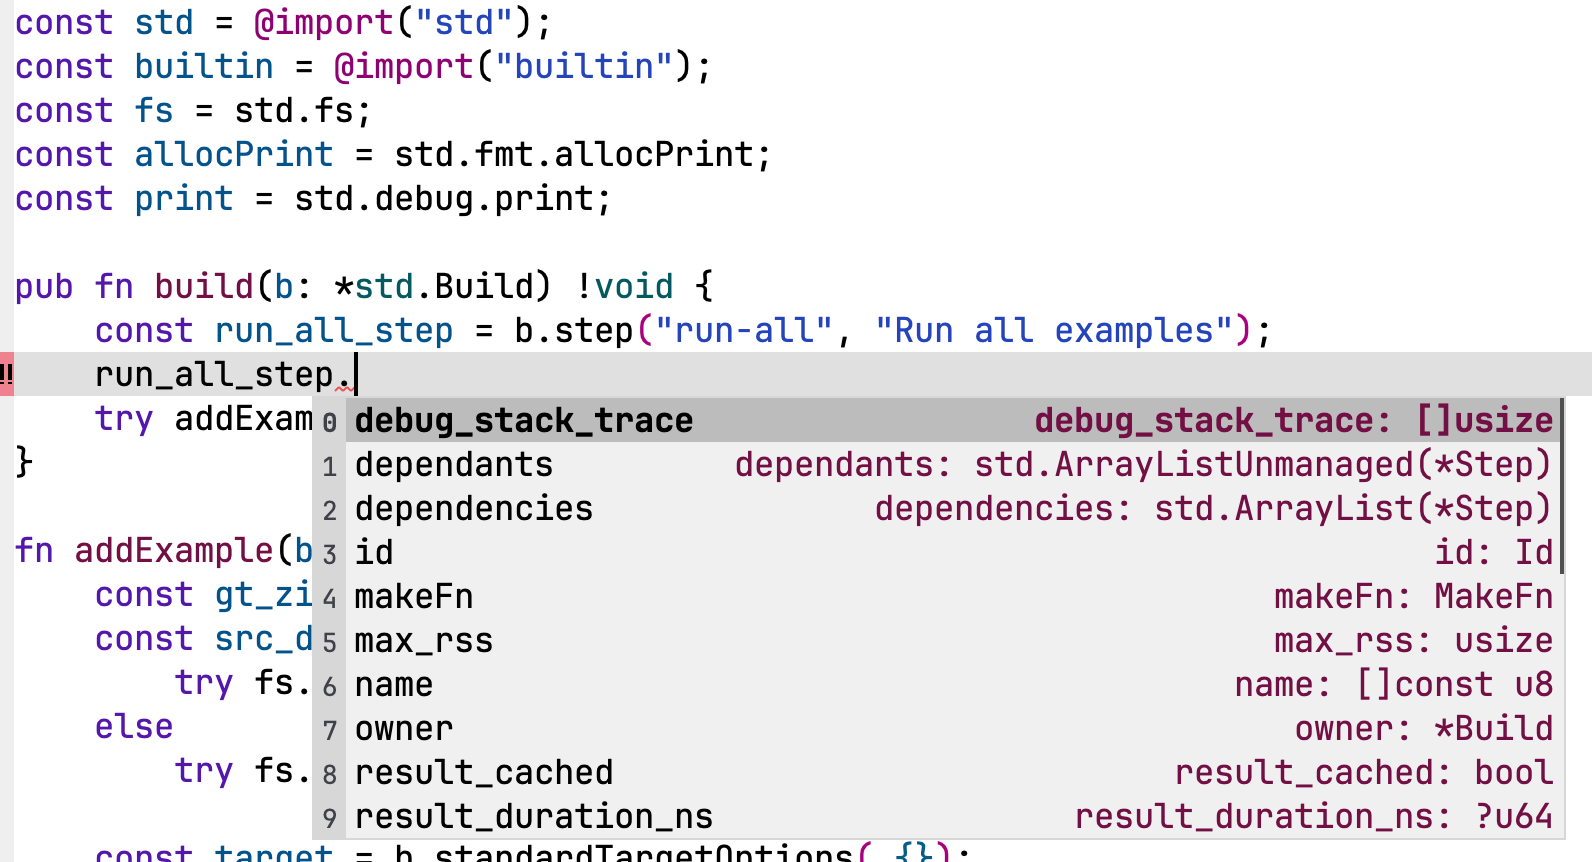 const std = @import("std");
const builtin = @import("builtin");
const fs = std.fs;
const allocPrint = std.fmt.allocPrint;
const print = std.debug.print;
pub fn build(b: *std.Build) !void {
    const run_all_step = b.step("run-all", "Run all examples");
!!    run_all_step.
    try addExam
0 debug_stack_trace debug_stack_trace: []usize
}
1 dependants dependants: std.ArrayListUnmanaged(*Step)
2 dependencies dependencies: std.ArrayList(*Step)
fn addExample(b
3 id id: Id
    const gt_zi
4 makeFn makeFn: MakeFn
    const src_d
5 max_rss max_rss: usize
        try fs.
6 name name: []const u8
    else
7 owner owner: *Build
        try fs.
8 result_cached result_cached: bool
9 result_duration_ns result_duration_ns: ?u64
    const target = b.standardTargetOptions(.{});